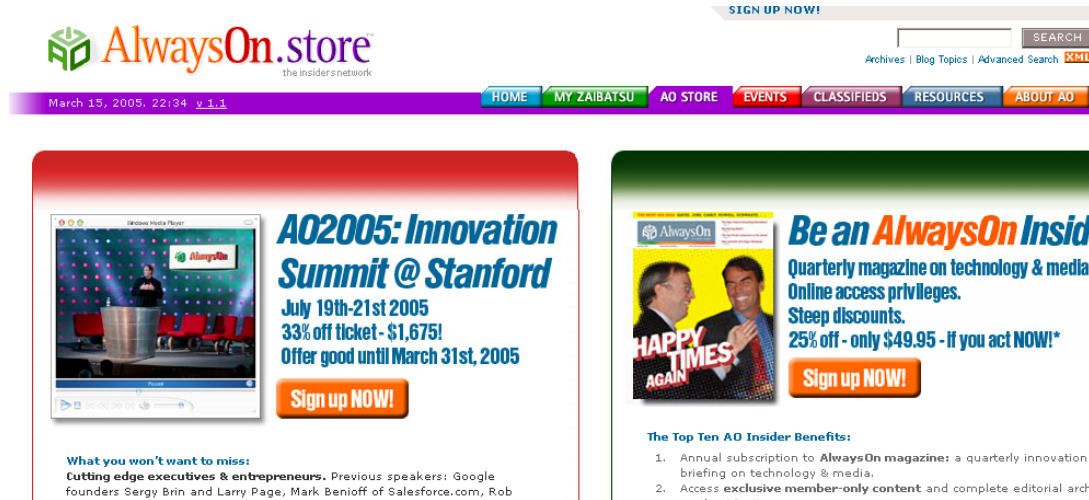 SIGN UP NOW!
AO AlwaysOn.store™
the insidersnetwork
SEARCH
Archives | Blog Topics | Advanced Search XML
March 15, 2005. 22:34 v 1.1
HOME MY ZAIBATSU AO STORE EVENTS CLASSIFIEDS RESOURCES ABOUT AO
Windows Media Player
AlwaysOn
Paused
AO2005: Innovation
Summit @ Stanford
July 19th-21st 2005
33% off ticket - $1,675!
Offer good until March 31st, 2005
Sign up NOW!
What you won't want to miss:
Cutting edge executives & entrepreneurs. Previous speakers: Google
founders Sergy Brin and Larry Page, Mark Benioff of Salesforce.com, Rob
AlwaysOn
HAPPY
TIMES
AGAIN
Be an AlwaysOn Insid
Quarterly magazine on technology & media
Online access privileges.
Steep discounts.
25% off - only $49.95 - if you act NOW!*
Sign up NOW!
The Top Ten AO Insider Benefits:
1. Annual subscription to AlwaysOn magazine: a quarterly innovation
briefing on technology & media.
2. Access exclusive member-only content and complete editorial arch